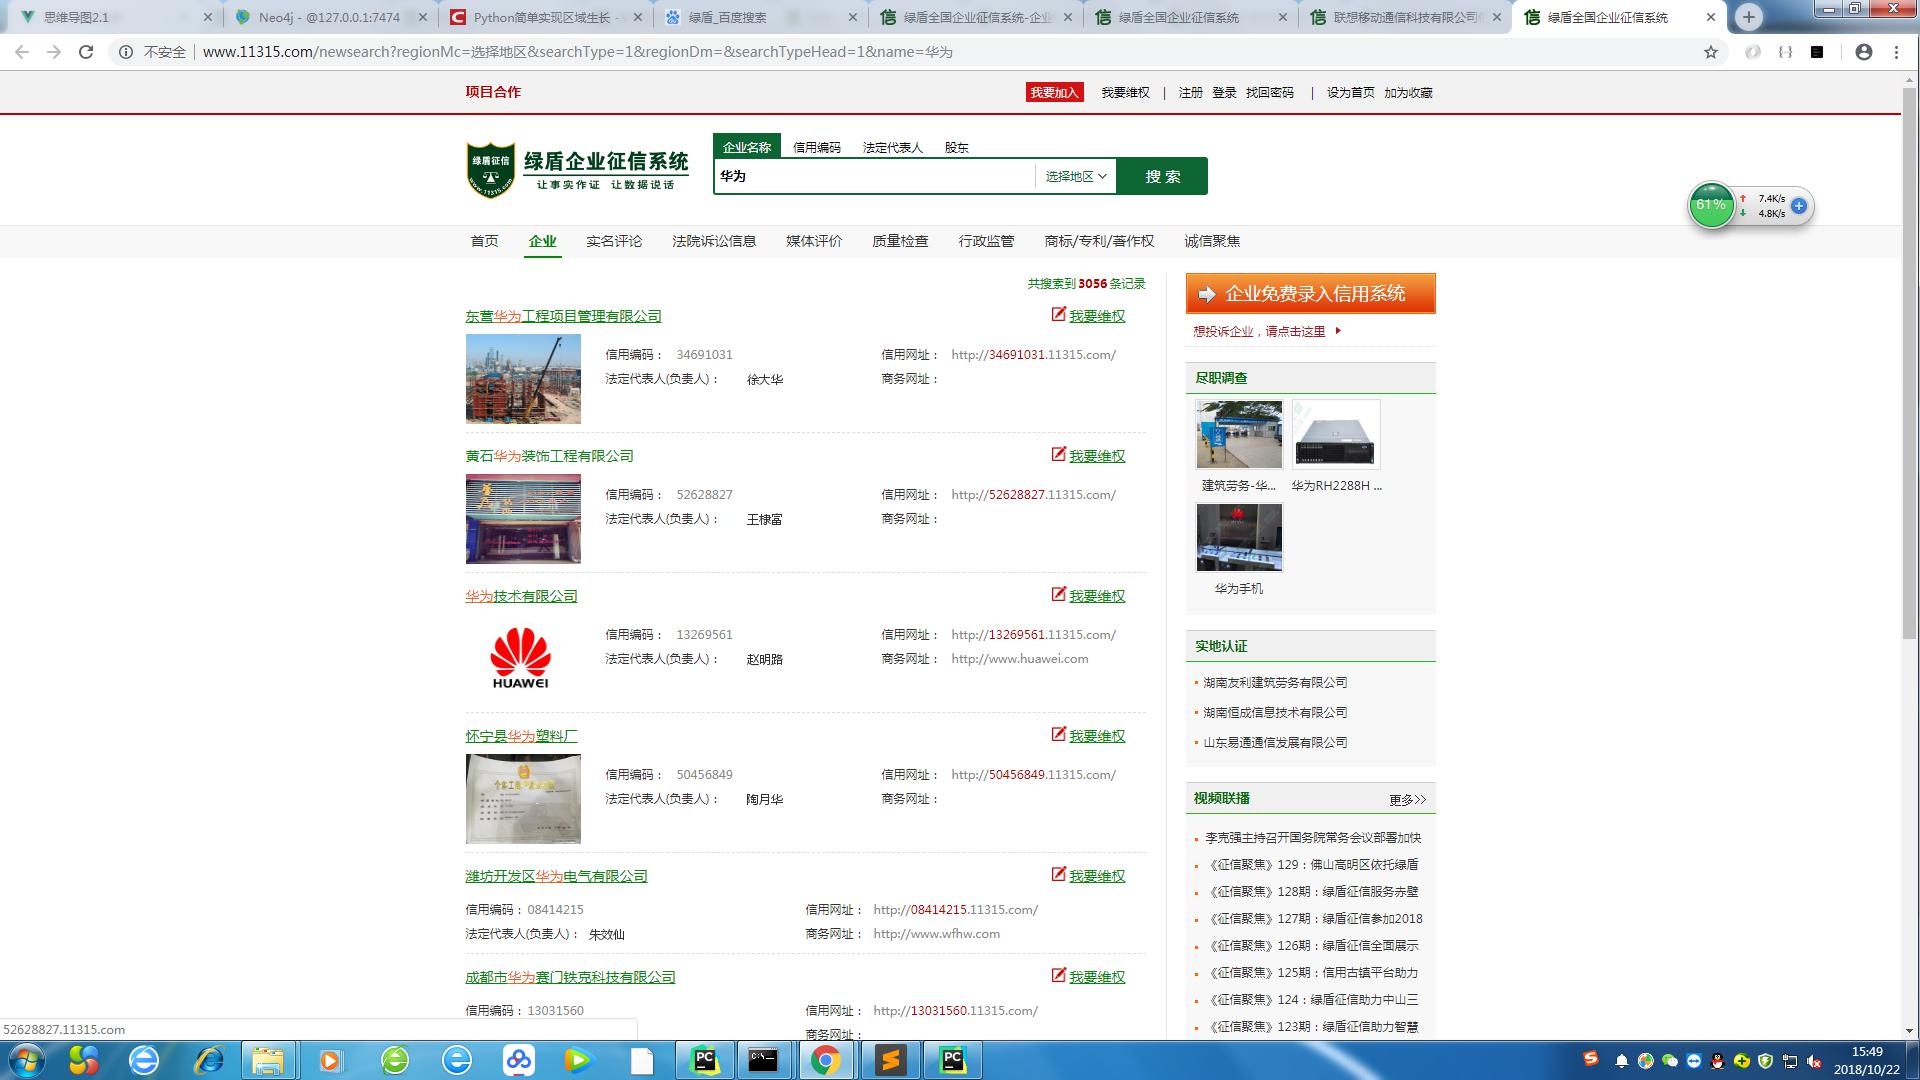 思维导图2.1
Neo4j - @127.0.0.1:7474
Python简单实现区域生长 -
绿盾_百度搜索
绿盾全国企业征信系统-企业
绿盾全国企业征信系统
联想移动通信科技有限公司信
绿盾全国企业征信系统
不安全 www.11315.com/newsearch?regionMc=选择地区&searchType=1&regionDm=&searchTypeHead=1&name=华为
项目合作
我要加入 我要维权 | 注册 登录 找回密码 | 设为首页 加为收藏
绿盾征信
www.11315.com
绿盾企业征信系统
让事实作证 让数据说话
企业名称 信用编码 法定代表人 股东
华为 选择地区 搜 索
61% 7.4K/s
4.8K/s
首页 企业 实名评论 法院诉讼信息 媒体评价 质量检查 行政监管 商标/专利/著作权 诚信聚焦
共搜索到 3056 条记录
东营华为工程项目管理有限公司 我要维权
信用编码： 34691031 信用网址： http://34691031.11315.com/
法定代表人(负责人)： 徐大华 商务网址：
黄石华为装饰工程有限公司 我要维权
信用编码： 52628827 信用网址： http://52628827.11315.com/
法定代表人(负责人)： 王棣富 商务网址：
华为技术有限公司 我要维权
HUAWEI
信用编码： 13269561 信用网址： http://13269561.11315.com/
法定代表人(负责人)： 赵明路 商务网址： http://www.huawei.com
怀宁县华为塑料厂 我要维权
信用编码： 50456849 信用网址： http://50456849.11315.com/
法定代表人(负责人)： 陶月华 商务网址：
潍坊开发区华为电气有限公司 我要维权
信用编码：08414215 信用网址： http://08414215.11315.com/
法定代表人(负责人)： 朱效仙 商务网址： http://www.wfhw.com
成都市华为赛门铁克科技有限公司 我要维权
信用编码：13031560 信用网址： http://13031560.11315.com/
商务网址：
企业免费录入信用系统
想投诉企业，请点击这里
尽职调查
建筑劳务-华...
华为RH2288H ...
华为手机
实地认证
湖南友利建筑劳务有限公司
湖南恒成信息技术有限公司
山东易通通信发展有限公司
视频联播 更多>>
李克强主持召开国务院常务会议部署加快
《征信聚焦》129：佛山高明区依托绿盾
《征信聚焦》128期：绿盾征信服务赤壁
《征信聚焦》127期：绿盾征信参加2018
《征信聚焦》126期：绿盾征信全面展示
《征信聚焦》125期：信用古镇平台助力
《征信聚焦》124：绿盾征信助力中山三
《征信聚焦》123期：绿盾征信助力智慧
52628827.11315.com
15:49
2018/10/22